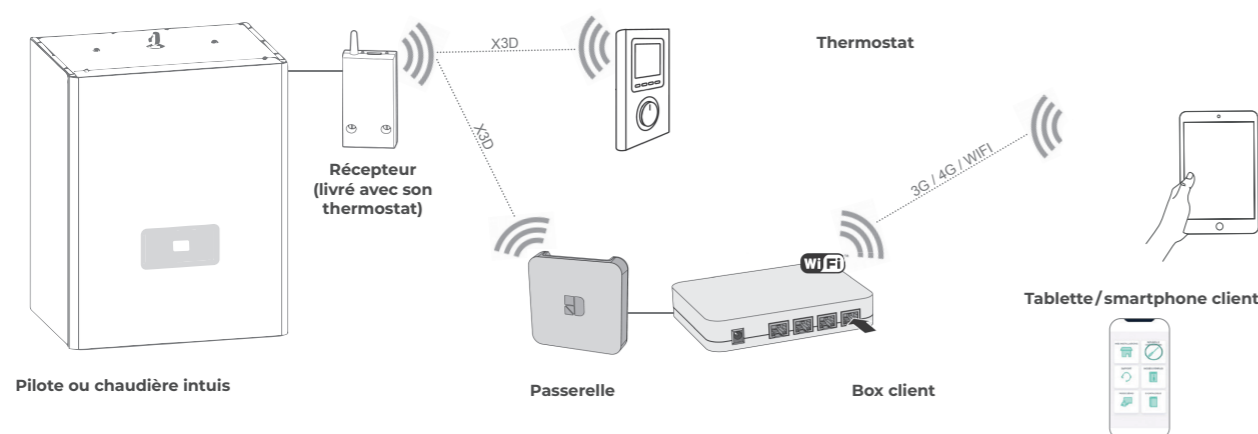 X3D
Thermostat
X3D
Récepteur
(livré avec son
thermostat)
3G / 4G / WIFI
WiFi
Tablette/smartphone client
Pilote ou chaudière intuis
Passerelle
Box client